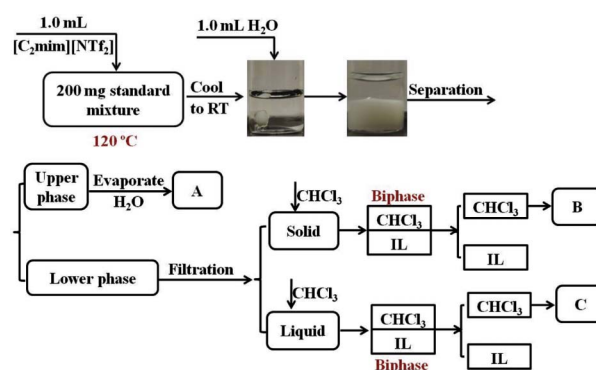 1.0 mL
[C₂mim][NTf₂]
200 mg standard
mixture
120 °C
Cool
to RT
1.0 mL H₂O
Separation
Upper
phase
Evaporate
H₂O
A
Lower phase
Filtration
CHCl₃
Solid
Biphase
CHCl₃
IL
CHCl₃
B
IL
CHCl₃
Liquid
CHCl₃
IL
Biphase
CHCl₃
C
IL